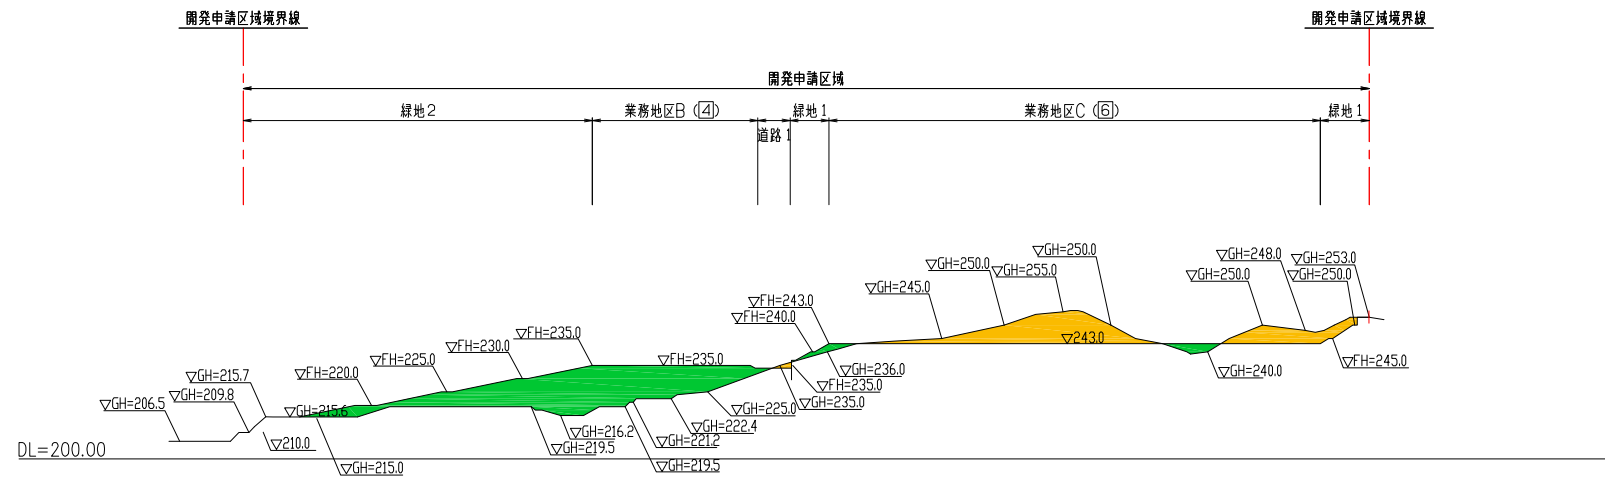 開発申請区域境界線
開発申請区域境界線
開発申請区域
緑地2
業務地区B (4)
道路1
緑地1
業務地区C (6)
緑地1
▽GH=250.0
▽GH=250.0
▽GH=255.0
▽GH=248.0
▽GH=253.0
▽GH=250.0
▽GH=250.0
▽GH=245.0
▽FH=243.0
▽FH=240.0
▽FH=235.0
▽FH=230.0
▽FH=235.0
▽243.0
▽FH=225.0
▽FH=220.0
▽GH=236.0
▽GH=240.0
▽FH=245.0
▽GH=215.7
▽GH=209.8
▽GH=206.5
▽GH=215.6
▽FH=235.0
▽GH=235.0
▽GH=225.0
▽GH=222.4
▽GH=216.2
▽GH=221.2
▽210.0
▽GH=219.5
DL=200.00
▽GH=215.0
▽GH=219.5